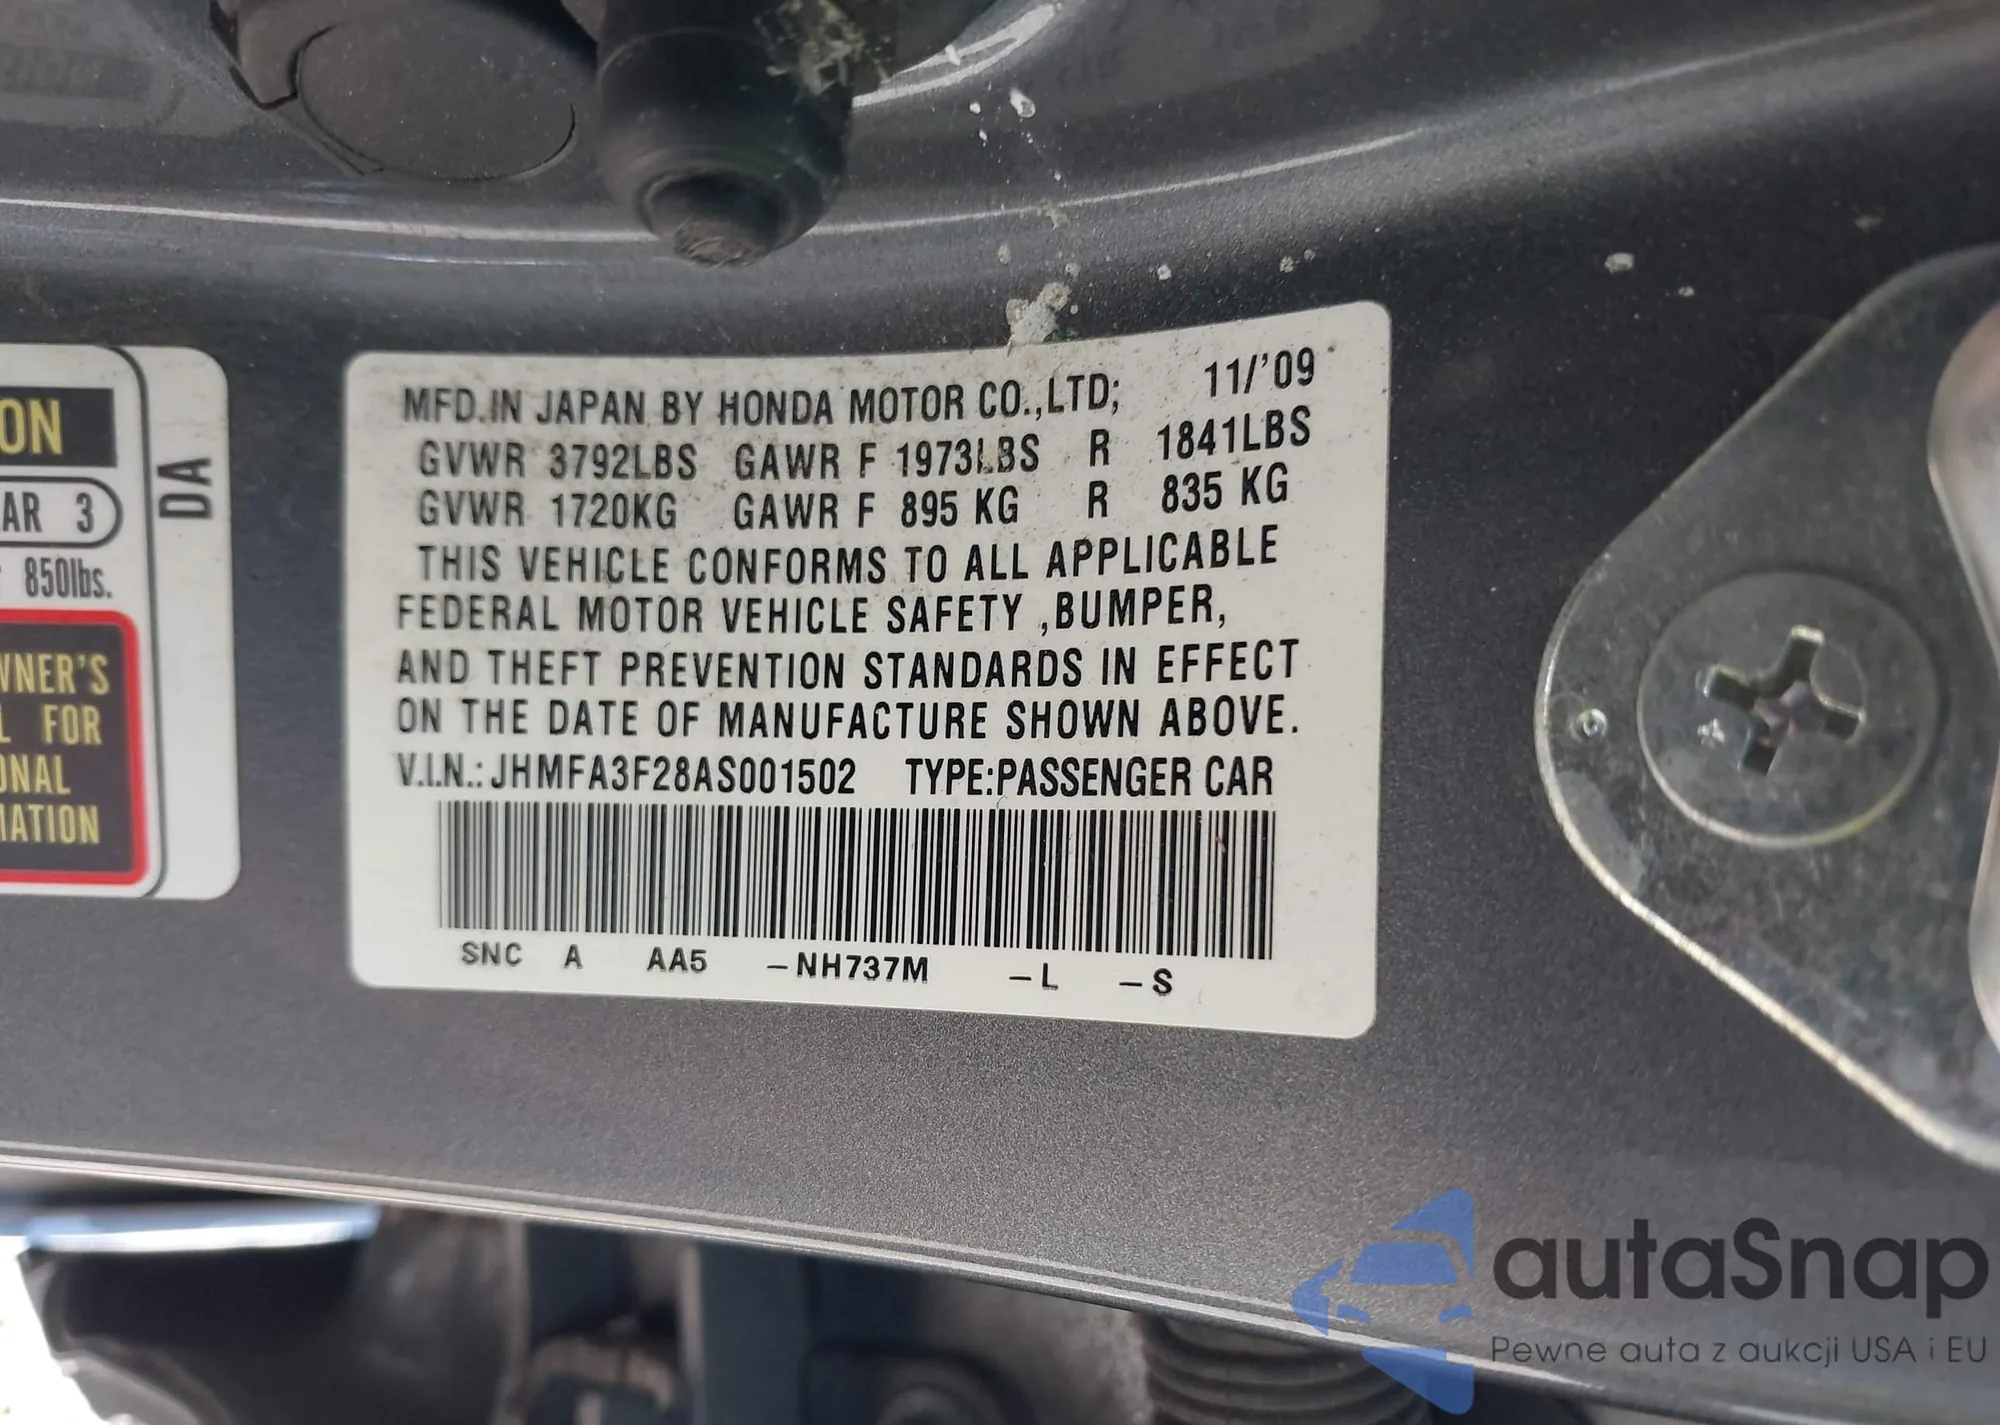 ON
AR 3
850lbs.
WNER'S
L FOR
ONAL
MATION
DA
MFD.IN JAPAN BY HONDA MOTOR CO.,LTD; 11/'09
GVWR 3792LBS GAWR F 1973LBS R 1841LBS
GVWR 1720KG GAWR F 895 KG R 835 KG
THIS VEHICLE CONFORMS TO ALL APPLICABLE
FEDERAL MOTOR VEHICLE SAFETY ,BUMPER,
AND THEFT PREVENTION STANDARDS IN EFFECT
ON THE DATE OF MANUFACTURE SHOWN ABOVE.
V.I.N.: JHMFA3F28AS001502 TYPE:PASSENGER CAR
SNC A AA5 –NH737M –L –S
autaSnap
Pewne auta z aukcji USA i EU